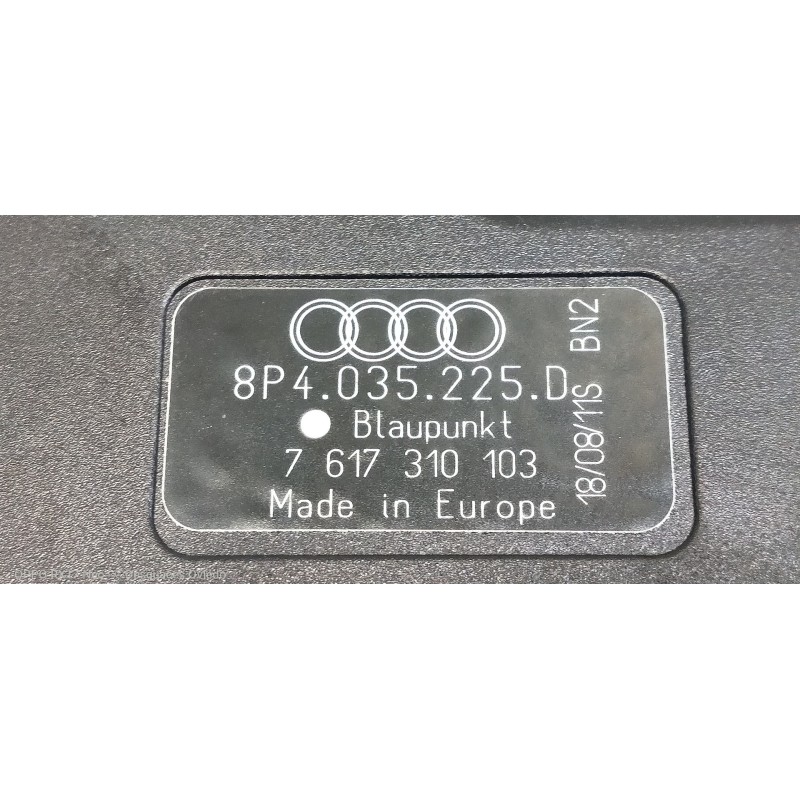 8P4.035.225.D
Blaupunkt
7 617 310 103
Made in Europe
18/08/11S BN2